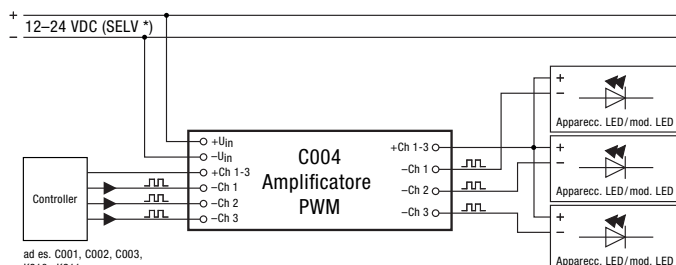 +
12–24 VDC (SELV *)
–
+
–
Apparecc. LED/mod. LED
+Uin
–Uin
+Ch 1-3
–Ch 1
–Ch 2
–Ch 3
C004
Amplificatore
PWM
+Ch 1-3
–Ch 1
–Ch 2
–Ch 3
+
–
Apparecc. LED/mod. LED
Controller
+
–
Apparecc. LED/mod. LED
ad es. C001, C002, C003,